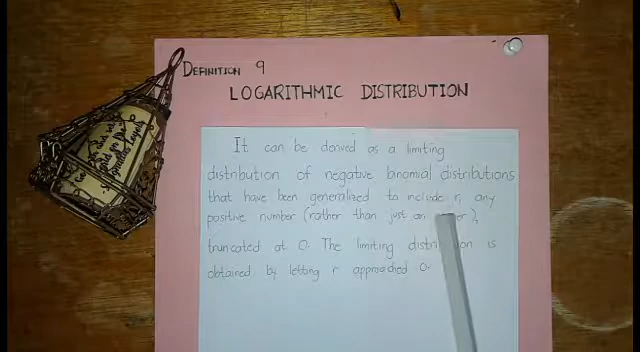 DEFINITION 9
LOGARITHMIC DISTRIBUTION
It can be derived as a limiting
distribution of negative binomial distributions
that have been generalized to include r, any
positive number (rather than just an
truncated at 0. The limiting is
obtained by letting r approached 0.